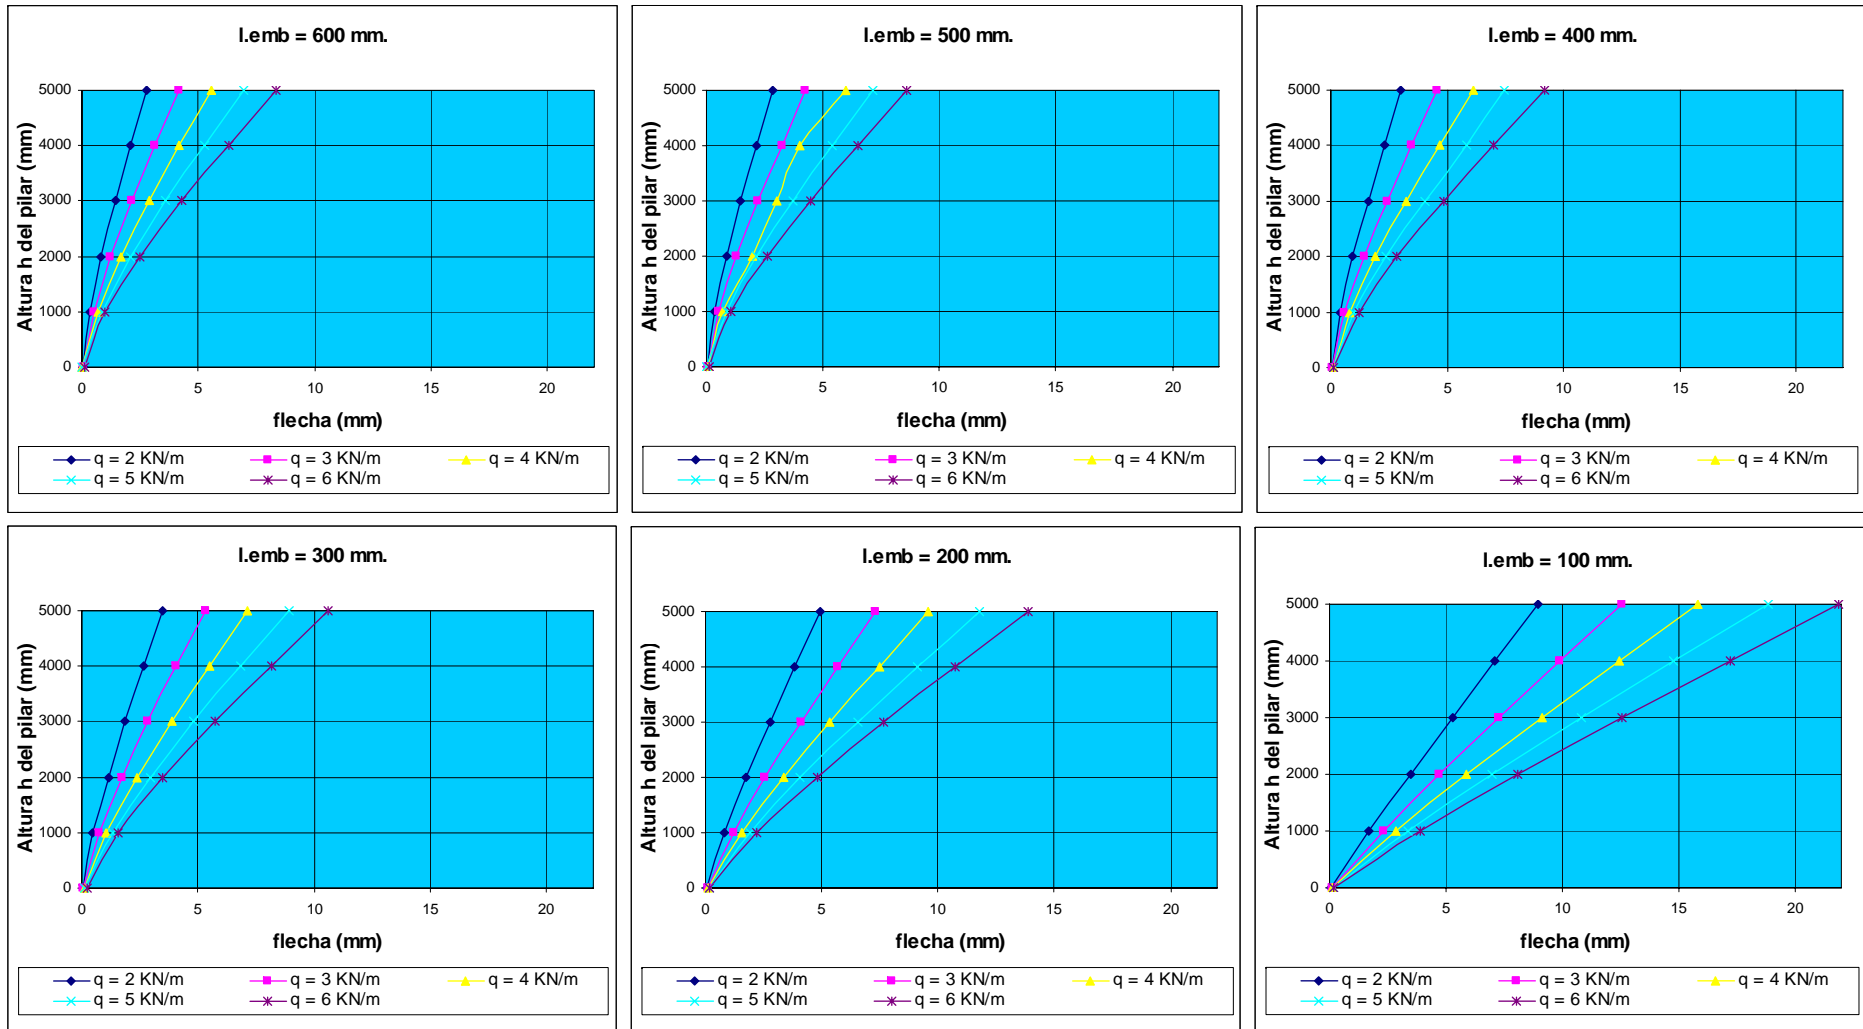 l.emb = 600 mm.
Altura h del pilar (mm)
5000
4000
3000
2000
1000
0
0 5 10 15 20
flecha (mm)
q = 2 KN/m q = 3 KN/m q = 4 KN/m
q = 5 KN/m q = 6 KN/m
l.emb = 500 mm.
Altura h del pilar (mm)
5000
4000
3000
2000
1000
0
0 5 10 15 20
flecha (mm)
q = 2 KN/m q = 3 KN/m q = 4 KN/m
q = 5 KN/m q = 6 KN/m
l.emb = 400 mm.
Altura h del pilar (mm)
5000
4000
3000
2000
1000
0
0 5 10 15 20
flecha (mm)
q = 2 KN/m q = 3 KN/m q = 4 KN/m
q = 5 KN/m q = 6 KN/m
l.emb = 300 mm.
Altura h del pilar (mm)
5000
4000
3000
2000
1000
0
0 5 10 15 20
flecha (mm)
q = 2 KN/m q = 3 KN/m q = 4 KN/m
q = 5 KN/m q = 6 KN/m
l.emb = 200 mm.
Altura h del pilar (mm)
5000
4000
3000
2000
1000
0
0 5 10 15 20
flecha (mm)
q = 2 KN/m q = 3 KN/m q = 4 KN/m
q = 5 KN/m q = 6 KN/m
l.emb = 100 mm.
Altura h del pilar (mm)
5000
4000
3000
2000
1000
0
0 5 10 15 20
flecha (mm)
q = 2 KN/m q = 3 KN/m q = 4 KN/m
q = 5 KN/m q = 6 KN/m